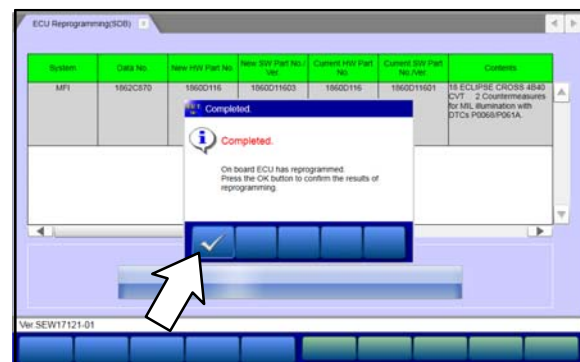 ECU Reprogramming(SDB)
System
Data No.
New HW Part No.
New SW Part No./
Ver.
Current HW Part
No.
Current SW Part
No./Ver.
Contents
MFI
1862C870
1860D116
1860D11603
1860D116
1860D11601
18 ECLIPSE CROSS 4B40
CVT 2 Countermeasures
for MIL illumination with
DTCs P0068/P061A.
Completed.
Completed.
On board ECU has reprogrammed.
Press the OK button to confirm the results of
reprogramming.
Ver.SEW17121-01